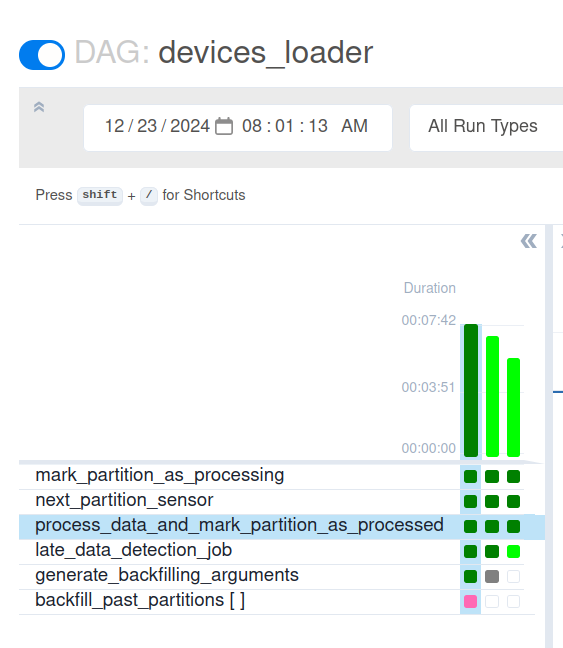 DAG: devices_loader
12 / 23 / 2024 08 : 01 : 13 AM All Run Types
Press shift + / for Shortcuts
Duration
00:07:42
00:03:51
00:00:00
mark_partition_as_processing
next_partition_sensor
process_data_and_mark_partition_as_processed
late_data_detection_job
generate_backfilling_arguments
backfill_past_partitions [ ]